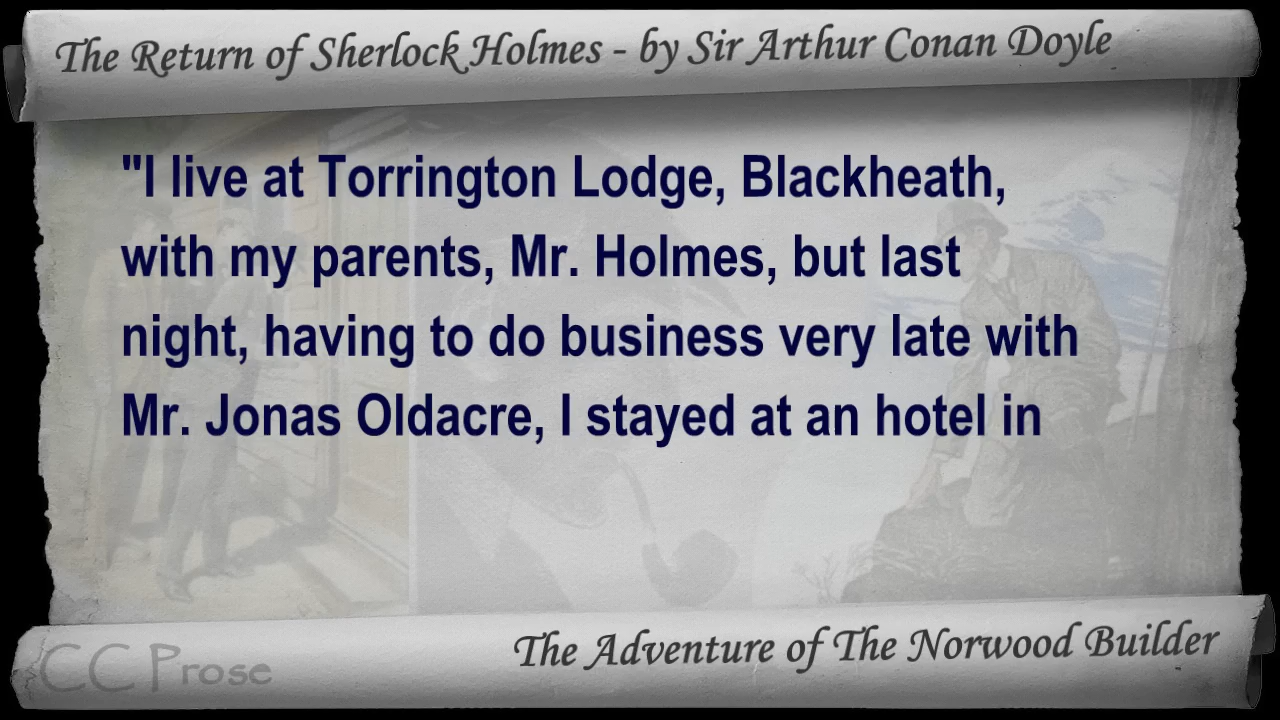 The Return of Sherlock Holmes - by Sir Arthur Conan Doyle
"I live at Torrington Lodge, Blackheath,
with my parents, Mr. Holmes, but last
night, having to do business very late with
Mr. Jonas Oldacre, I stayed at an hotel in
The Adventure of The Norwood Builder
CC Prose